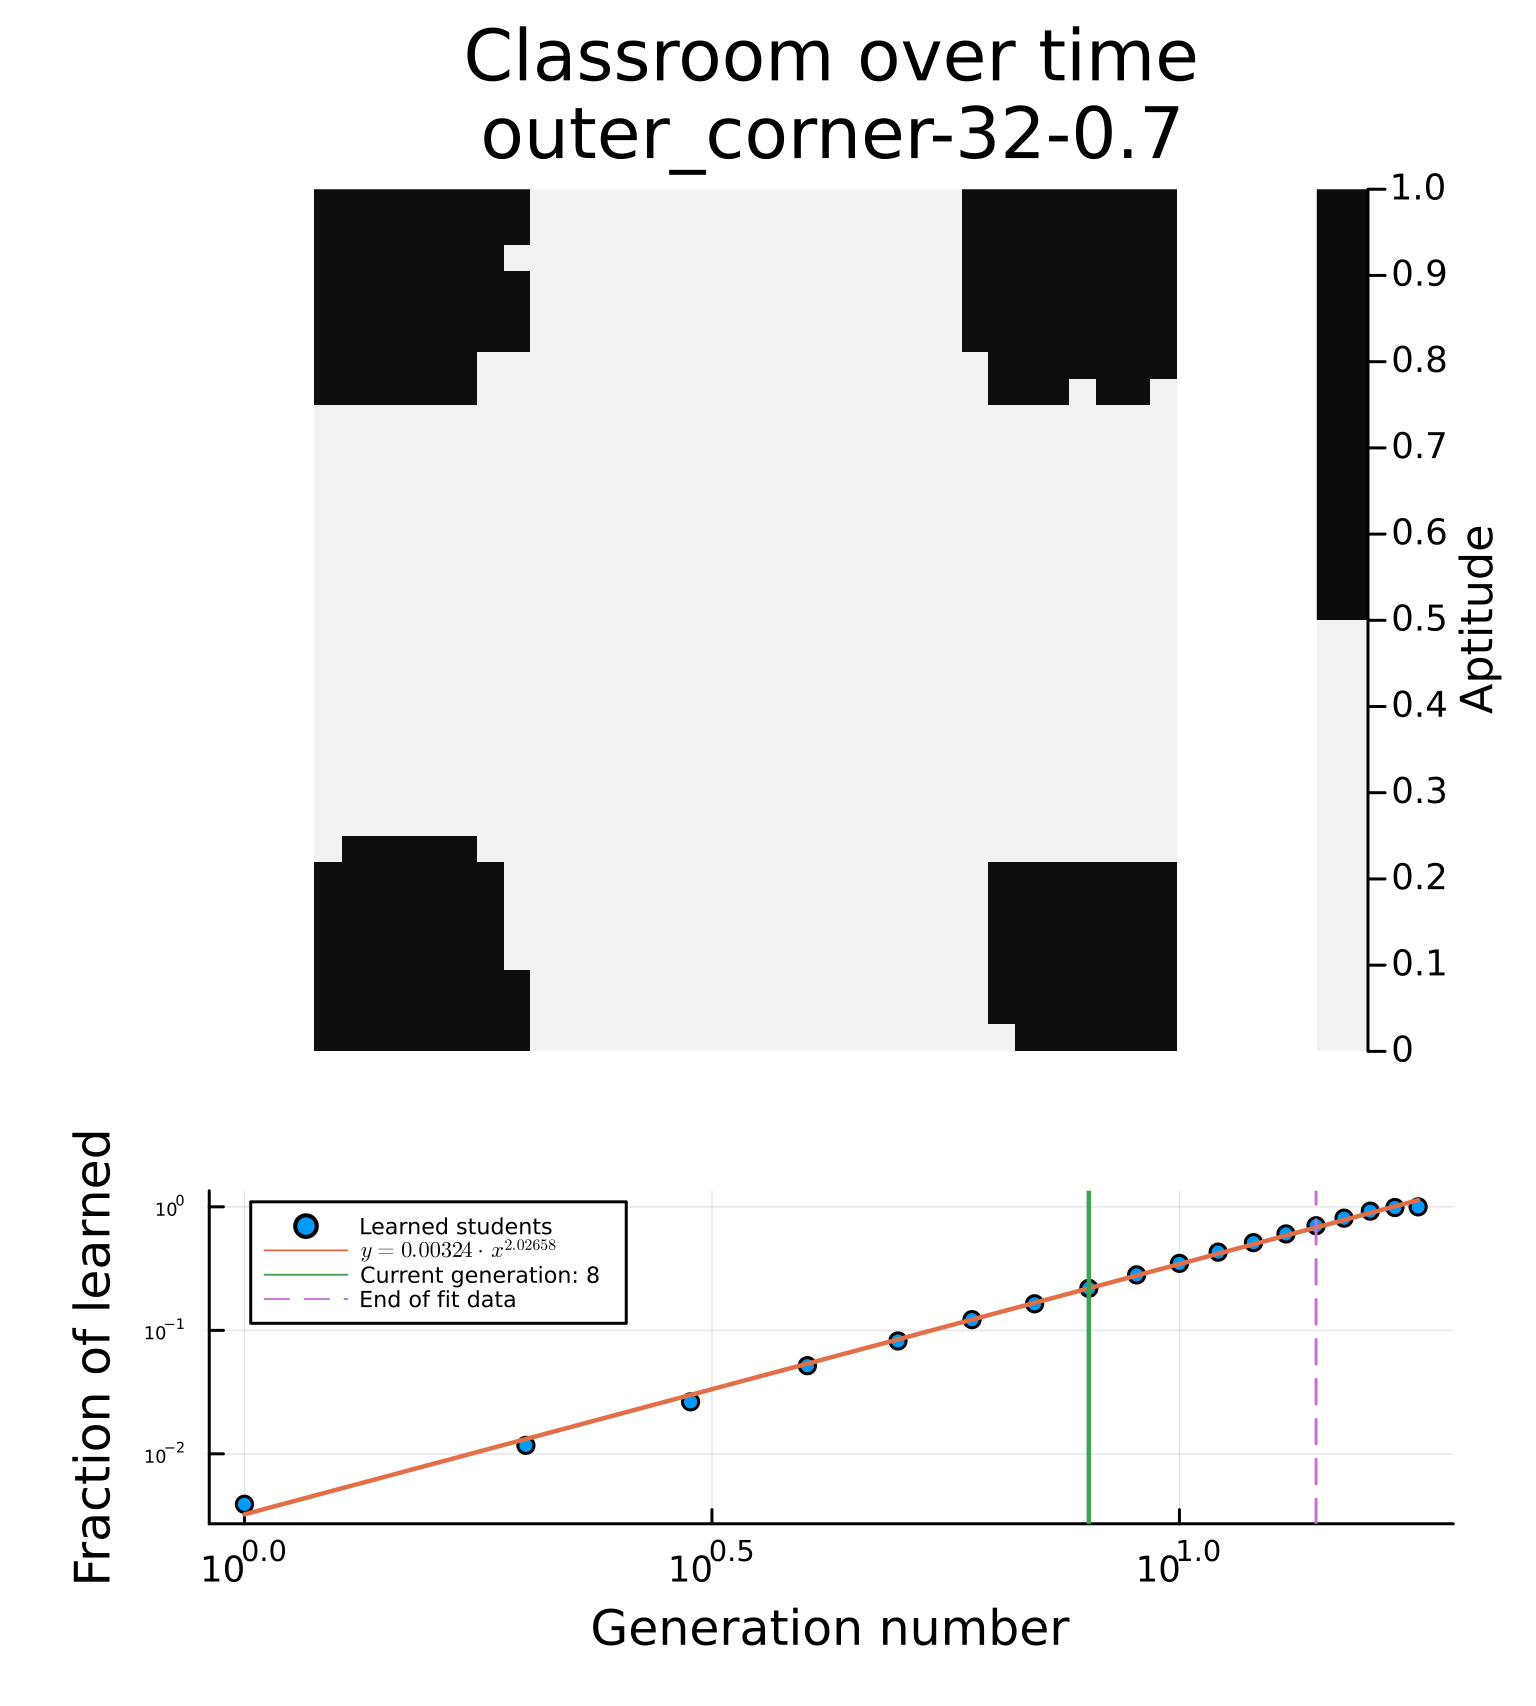 Classroom over time
outer_corner-32-0.7
1.0
0.9
0.8
0.7
0.6
0.5
0.4
0.3
0.2
0.1
0
Aptitude
Fraction of learned
10⁰
10⁻¹
10⁻²
Learned students
y = 0.00324 · x^2.02658
Current generation: 8
End of fit data
10^0.0
10^0.5
10^1.0
Generation number